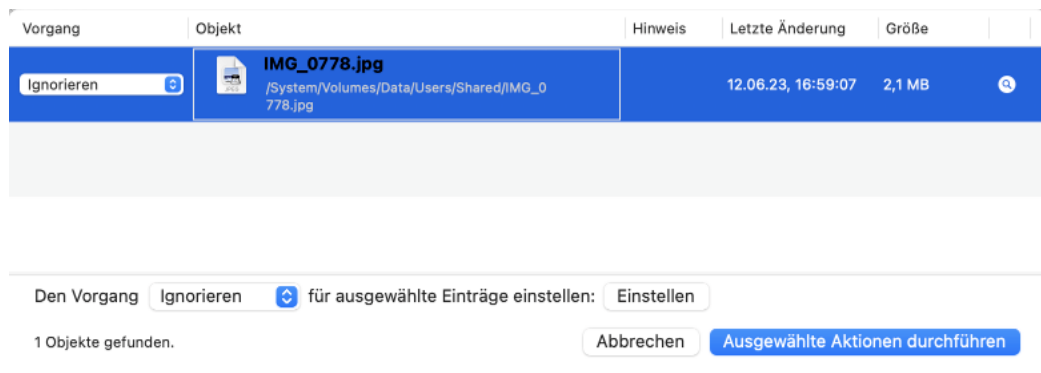 Vorgang Objekt Hinweis Letzte Änderung Größe
Ignorieren IMG_0778.jpg 12.06.23, 16:59:07 2,1 MB
JPEG /System/Volumes/Data/Users/Shared/IMG_0
778.jpg
Den Vorgang Ignorieren für ausgewählte Einträge einstellen: Einstellen
1 Objekte gefunden. Abbrechen Ausgewählte Aktionen durchführen